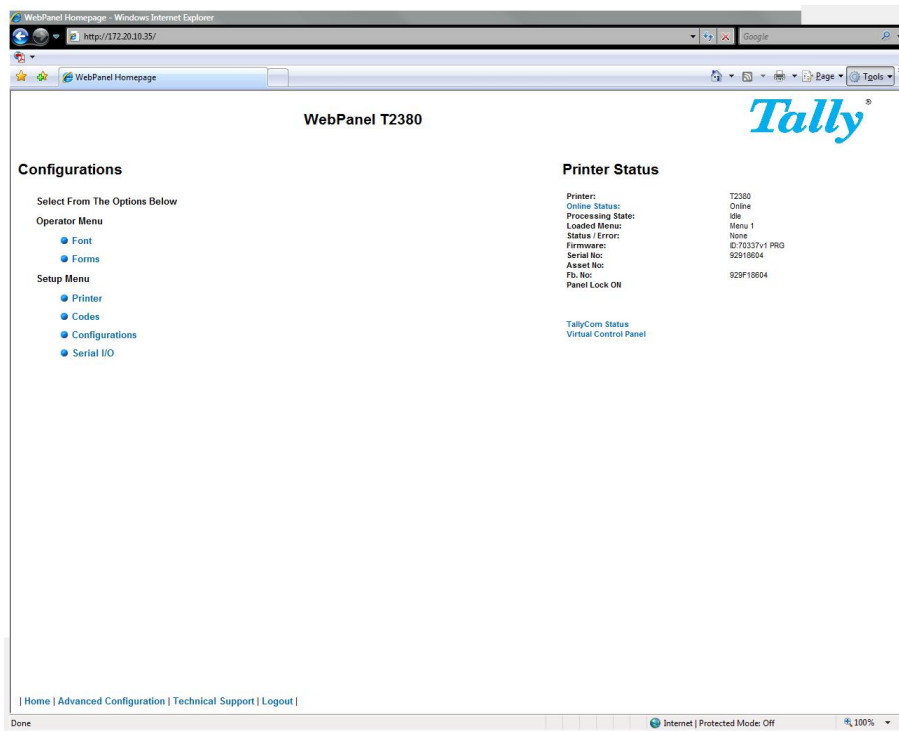 WebPanel Homepage - Windows Internet Explorer
http://172.20.10.35/
Google
WebPanel Homepage
Page
Tools
WebPanel T2380
Tally®
Configurations
Select From The Options Below
Operator Menu
Font
Forms
Setup Menu
Printer
Codes
Configurations
Serial I/O
Printer Status
Printer: T2380
Online Status: Online
Processing State: Idle
Loaded Menu: Menu 1
Status / Error: None
Firmware: ID:70337v1 PRG
Serial No: 92918604
Asset No:
Fb. No: 929F18604
Panel Lock ON
TallyCom Status
Virtual Control Panel
| Home | Advanced Configuration | Technical Support | Logout |
Done
Internet | Protected Mode: Off
100%